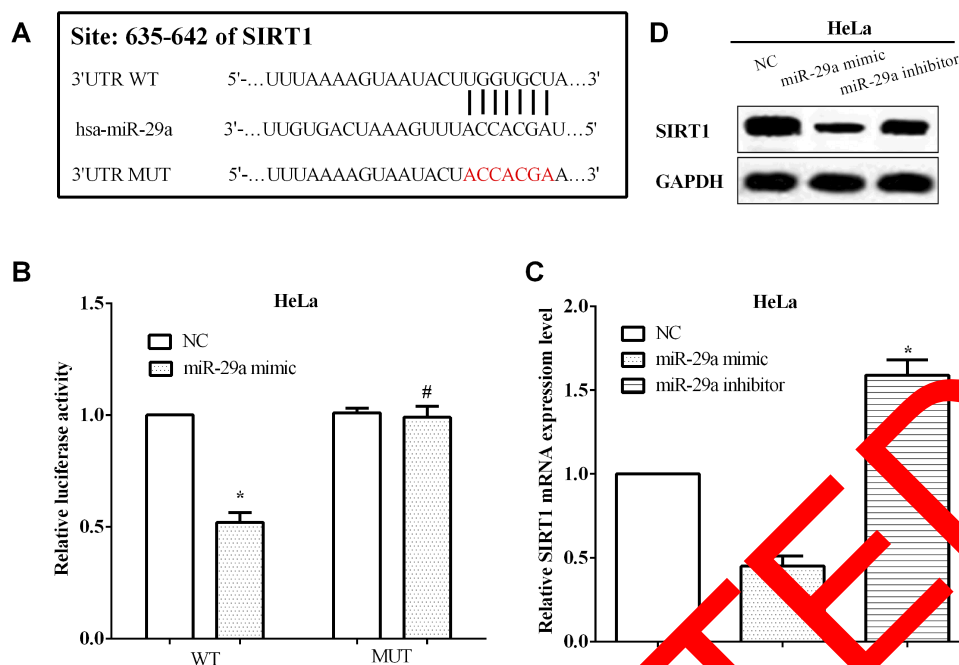 A
Site: 635-642 of SIRT1
3'UTR WT 5'-…UUUAAAAGUAAUACUUGGUGCUA…3'
hsa-miR-29a 3'-…UUGUGACUAAAGUUUACCACGAU…5'
3'UTR MUT 5'-…UUUAAAAGUAAUACUACCACGAA…3'
D
HeLa
NC
miR-29a mimic
miR-29a inhibitor
SIRT1
GAPDH
B
HeLa
Relative luciferase activity
1.5
1.0
0.5
0.0
NC
miR-29a mimic
*
#
WT
MUT
C
HeLa
Relative SIRT1 mRNA expressiom level
2.0
1.5
1.0
0.5
0.0
NC
miR-29a mimic
miR-29a inhibitor
*